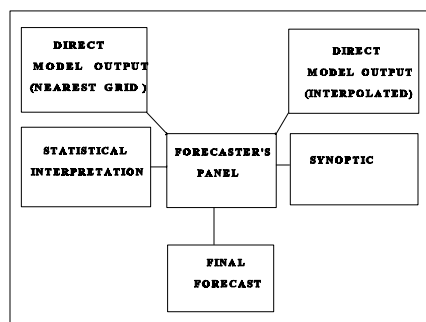 DIRECT
MODEL OUTPUT
(NEAREST GRID )
DIRECT
MODEL OUTPUT
(INTERPOLATED)
STATISTICAL
INTERPRETATION
FORECASTER'S
PANEL
SYNOPTIC
FINAL
FORECAST